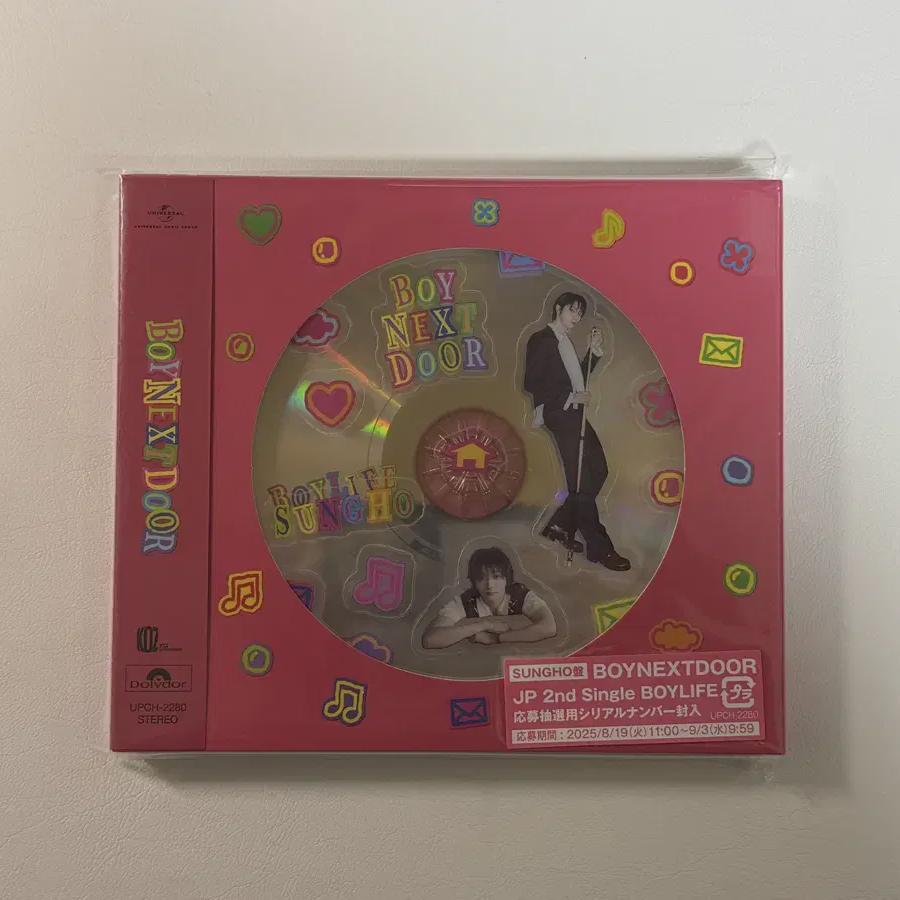 UNIVERSAL
UNIVERSAL MUSIC GROUP
BOYNEXTDOOR
KOZ
Polydor
UPCH-2280
STEREO
BOY
NEXT
DOOR
BOYLIFE
SUNGHO
SUNGHO盤 BOYNEXTDOOR
JP 2nd Single BOYLIFE プラ
応募抽選用シリアルナンバー封入 UPCH-2280
応募期間：2025/8/19(火)11:00~9/3(水)9:59